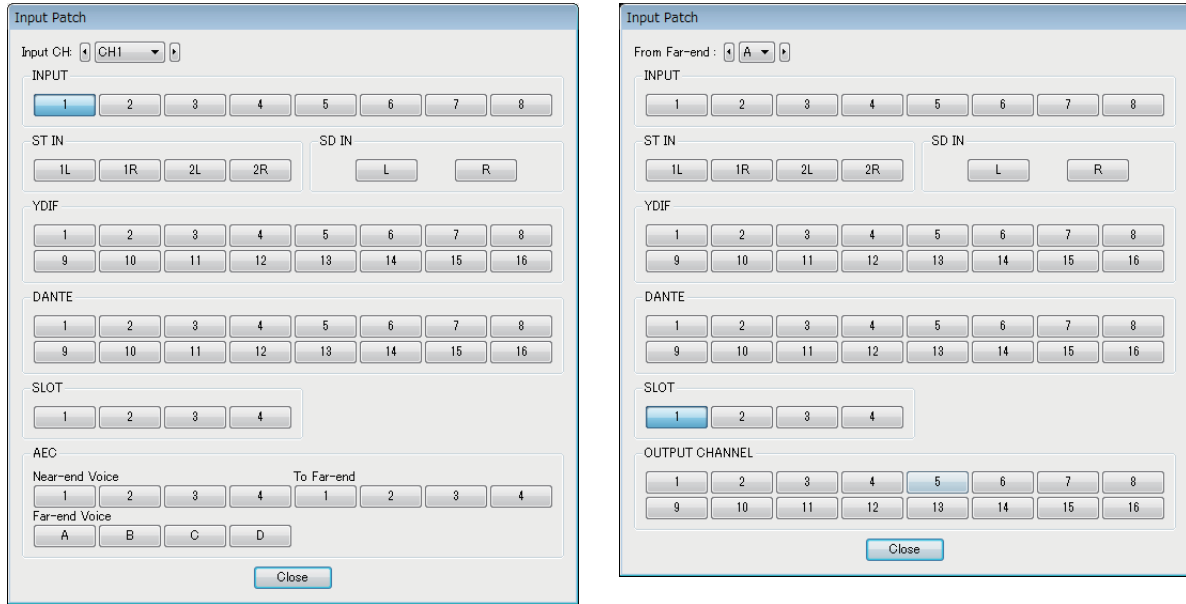 Input Patch
Input CH: CH1
INPUT
1 2 3 4 5 6 7 8
ST IN
1L 1R 2L 2R
SD IN
L R
YDIF
1 2 3 4 5 6 7 8
9 10 11 12 13 14 15 16
DANTE
1 2 3 4 5 6 7 8
9 10 11 12 13 14 15 16
SLOT
1 2 3 4
AEC
Near-end Voice
1 2 3 4
To Far-end
1 2 3 4
Far-end Voice
A B C D
Close
Input Patch
From Far-end : A
INPUT
1 2 3 4 5 6 7 8
ST IN
1L 1R 2L 2R
SD IN
L R
YDIF
1 2 3 4 5 6 7 8
9 10 11 12 13 14 15 16
DANTE
1 2 3 4 5 6 7 8
9 10 11 12 13 14 15 16
SLOT
1 2 3 4
OUTPUT CHANNEL
1 2 3 4 5 6 7 8
9 10 11 12 13 14 15 16
Close